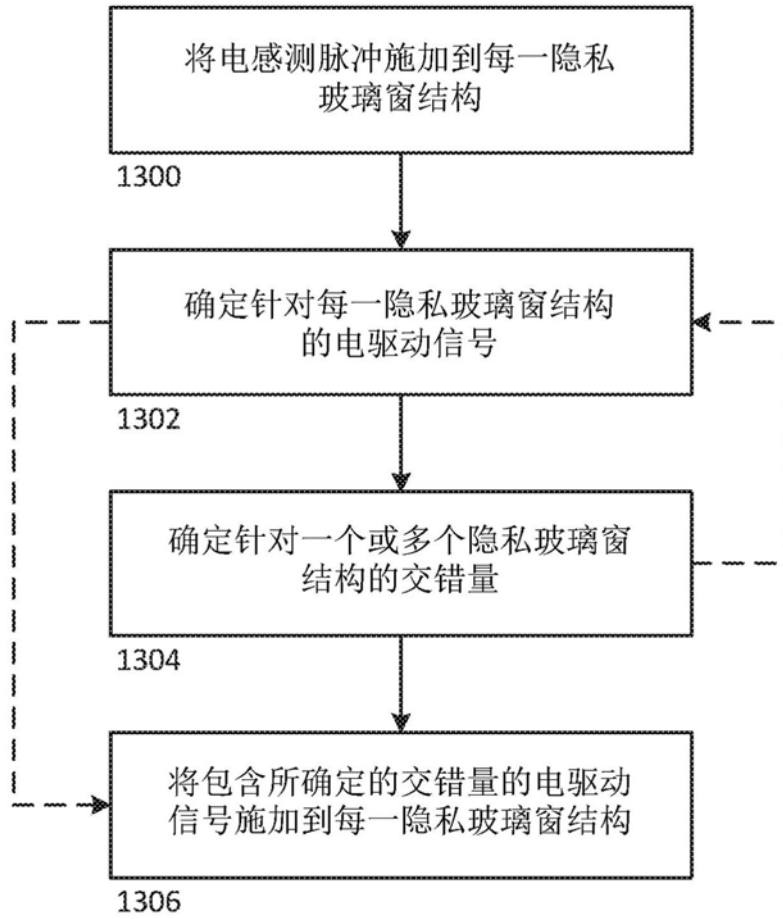 将电感测脉冲施加到每一隐私
玻璃窗结构
1300
确定针对每一隐私玻璃窗结构
的电驱动信号
1302
确定针对一个或多个隐私玻璃窗
结构的交错量
1304
将包含所确定的交错量的电驱动
信号施加到每一隐私玻璃窗结构
1306